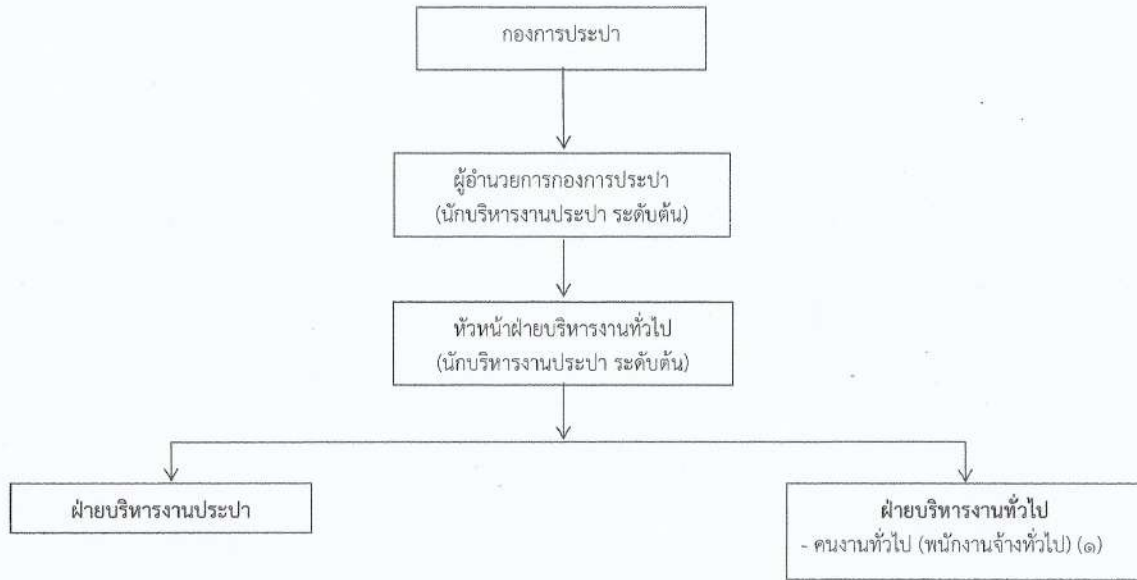 กองการประปา
ผู้อำนวยการกองการประปา
(นักบริหารงานประปา ระดับต้น)
หัวหน้าฝ่ายบริหารงานทั่วไป
(นักบริหารงานประปา ระดับต้น)
ฝ่ายบริหารงานประปา
ฝ่ายบริหารงานทั่วไป
- คนงานทั่วไป (พนักงานจ้างทั่วไป) (๑)